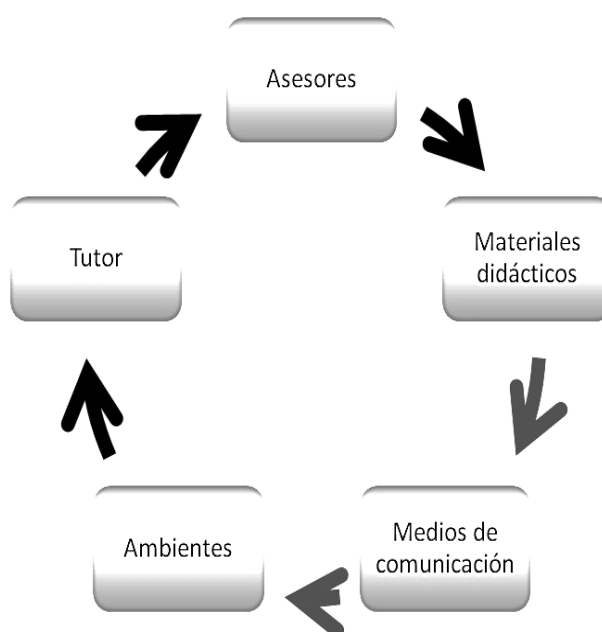 Asesores
Materiales
didácticos
Medios de
comunicación
Ambientes
Tutor